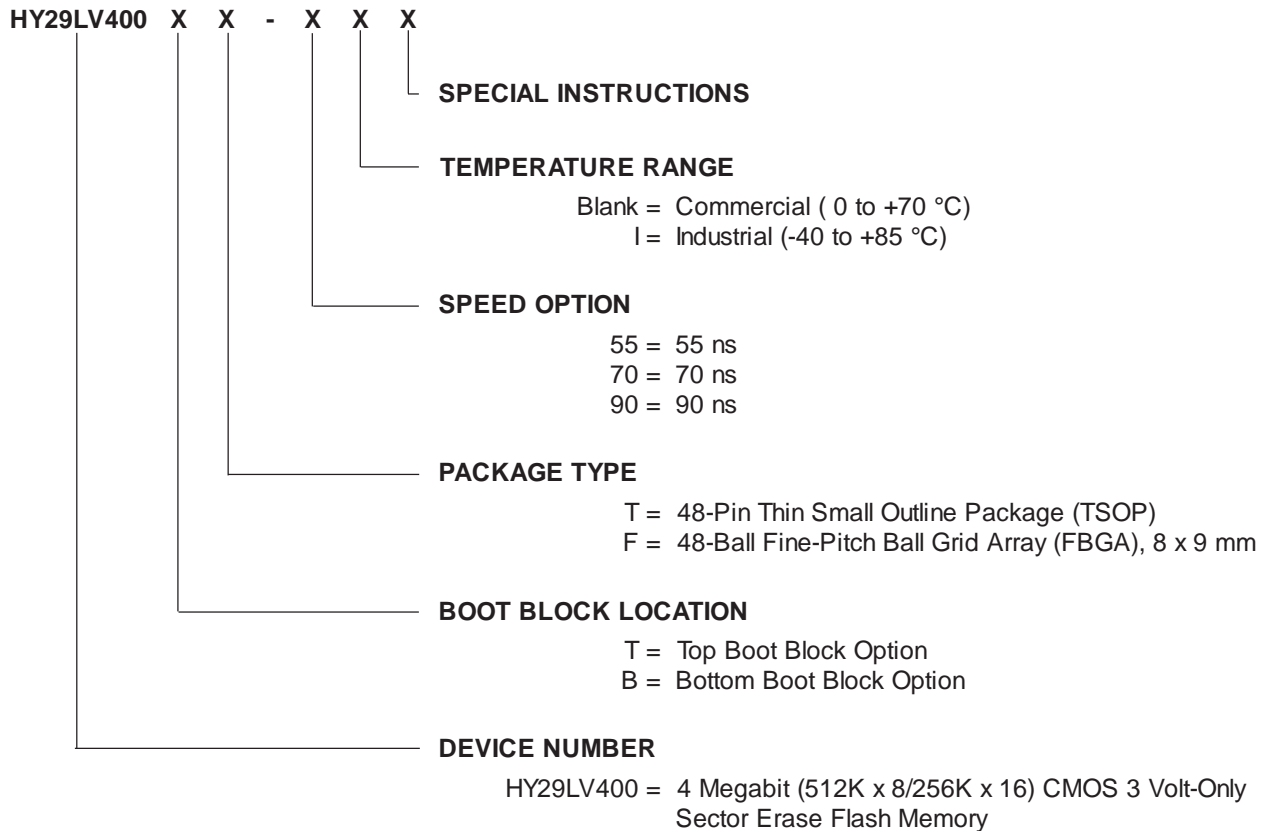 HY29LV400 X X - X X X
SPECIAL INSTRUCTIONS
TEMPERATURE RANGE
Blank = Commercial ( 0 to +70 °C)
I = Industrial (-40 to +85 °C)
SPEED OPTION
55 = 55 ns
70 = 70 ns
90 = 90 ns
PACKAGE TYPE
T = 48-Pin Thin Small Outline Package (TSOP)
F = 48-Ball Fine-Pitch Ball Grid Array (FBGA), 8 x 9 mm
BOOT BLOCK LOCATION
T = Top Boot Block Option
B = Bottom Boot Block Option
DEVICE NUMBER
HY29LV400 = 4 Megabit (512K x 8/256K x 16) CMOS 3 Volt-Only
Sector Erase Flash Memory